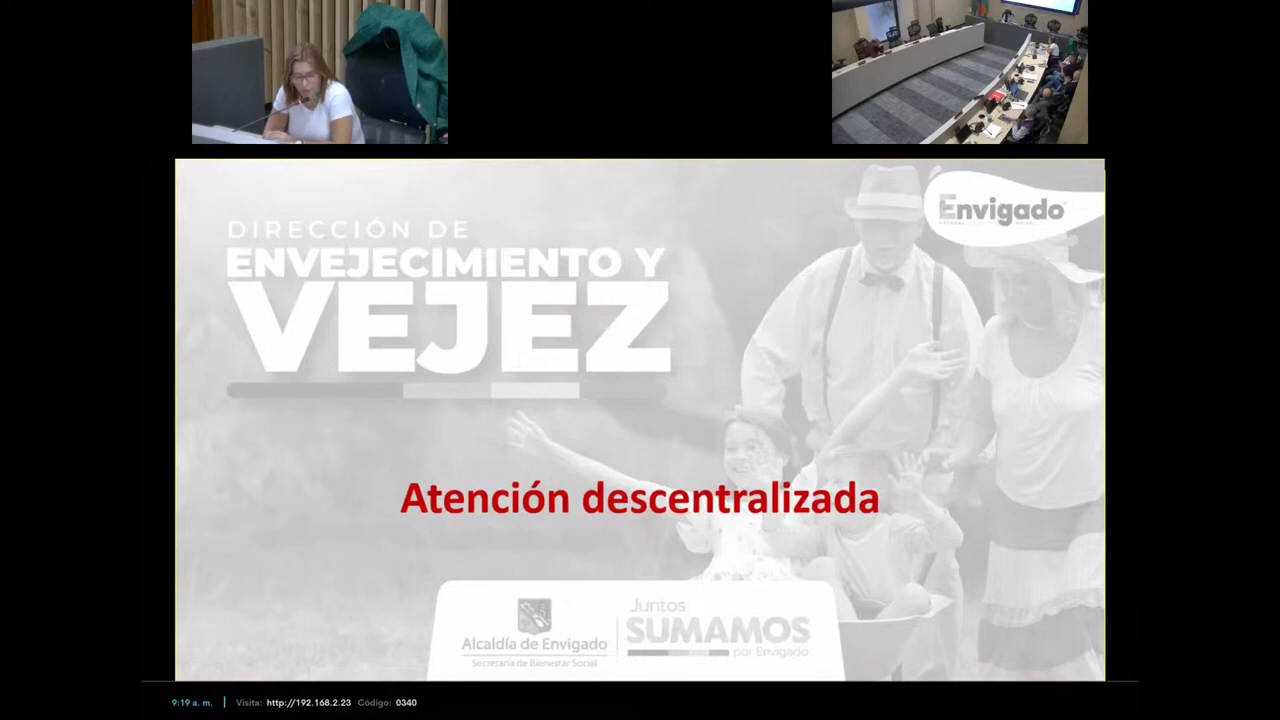 DIRECCIÓN DE
ENVEJECIMIENTO Y
VEJEZ
Envigado
Atención descentralizada
Alcaldía de Envigado
Secretaría de Bienestar Social
Juntos
SUMAMOS
por Envigado
9:19 a. m. | Visita: http://192.168.2.23 Código: 0340